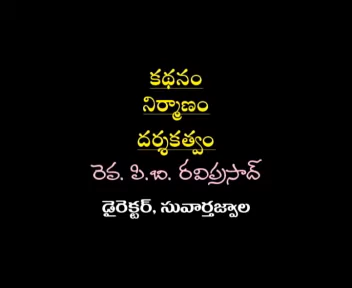 కథనం
నిర్మాణం
దర్శకత్వం
రెవ. పి.బి. రవిప్రసాద్
డైరెక్టర్, సువార్తజ్వాల